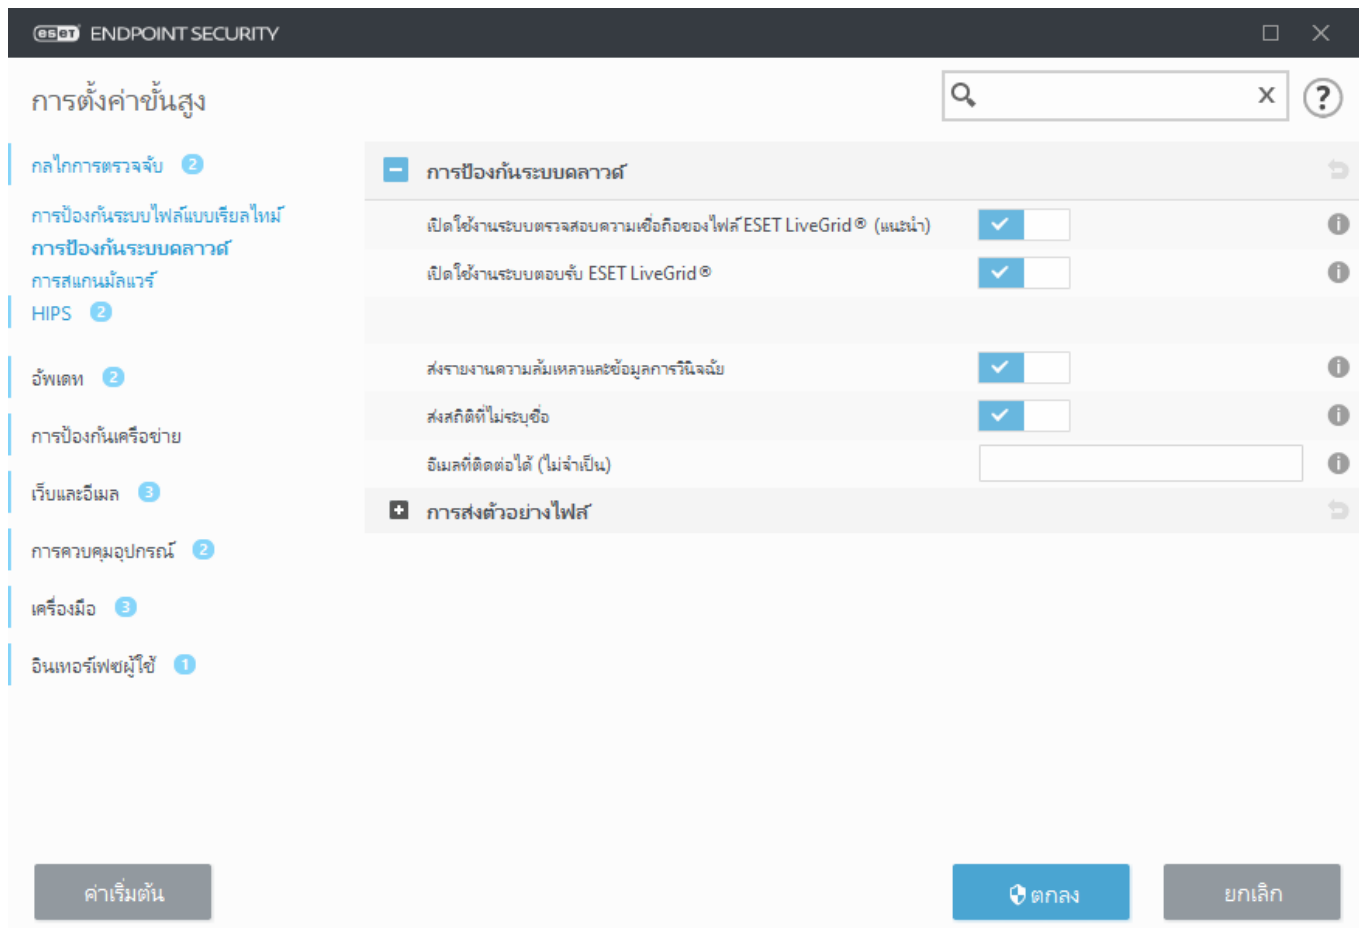 eset ENDPOINT SECURITY
การตั้งค่าขั้นสูง
x
?
กลไกการตรวจจับ 2
การป้องกันระบบไฟล์แบบเรียลไทม์
การป้องกันระบบคลาวด์
การสแกนมัลแวร์
HIPS 2
อัพเดท 2
การป้องกันเครือข่าย
เว็บและอีเมล 3
การควบคุมอุปกรณ์ 2
เครื่องมือ 3
อินเทอร์เฟซผู้ใช้ 1
การป้องกันระบบคลาวด์
เปิดใช้งานระบบตรวจสอบความเชื่อถือของไฟล์ ESET LiveGrid® (แนะนำ)
เปิดใช้งานระบบตอบรับ ESET LiveGrid®
ส่งรายงานความล้มเหลวและข้อมูลการวินิจฉัย
ส่งสถิติที่ไม่ระบุชื่อ
อีเมลที่ติดต่อได้ (ไม่จำเป็น)
การส่งตัวอย่างไฟล์
ค่าเริ่มต้น
ตกลง
ยกเลิก